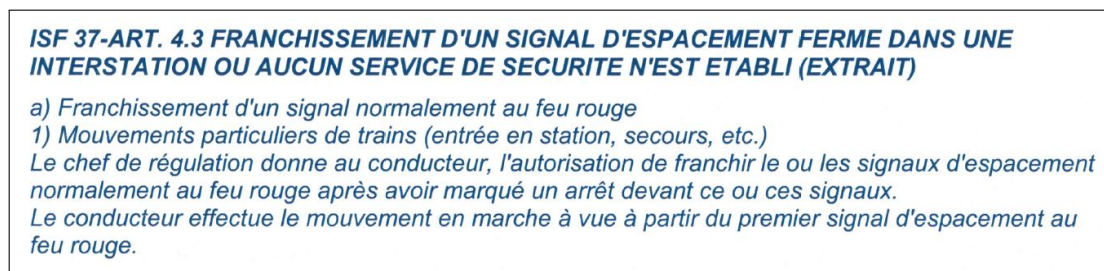 ISF 37-ART. 4.3 FRANCHISSEMENT D'UN SIGNAL D'ESPACEMENT FERME DANS UNE
INTERSTATION OU AUCUN SERVICE DE SECURITE N'EST ETABLI (EXTRAIT)
a) Franchissement d'un signal normalement au feu rouge
1) Mouvements particuliers de trains (entrée en station, secours, etc.)
Le chef de régulation donne au conducteur, l'autorisation de franchir le ou les signaux d'espacement
normalement au feu rouge après avoir marqué un arrêt devant ce ou ces signaux.
Le conducteur effectue le mouvement en marche à vue à partir du premier signal d'espacement au
feu rouge.